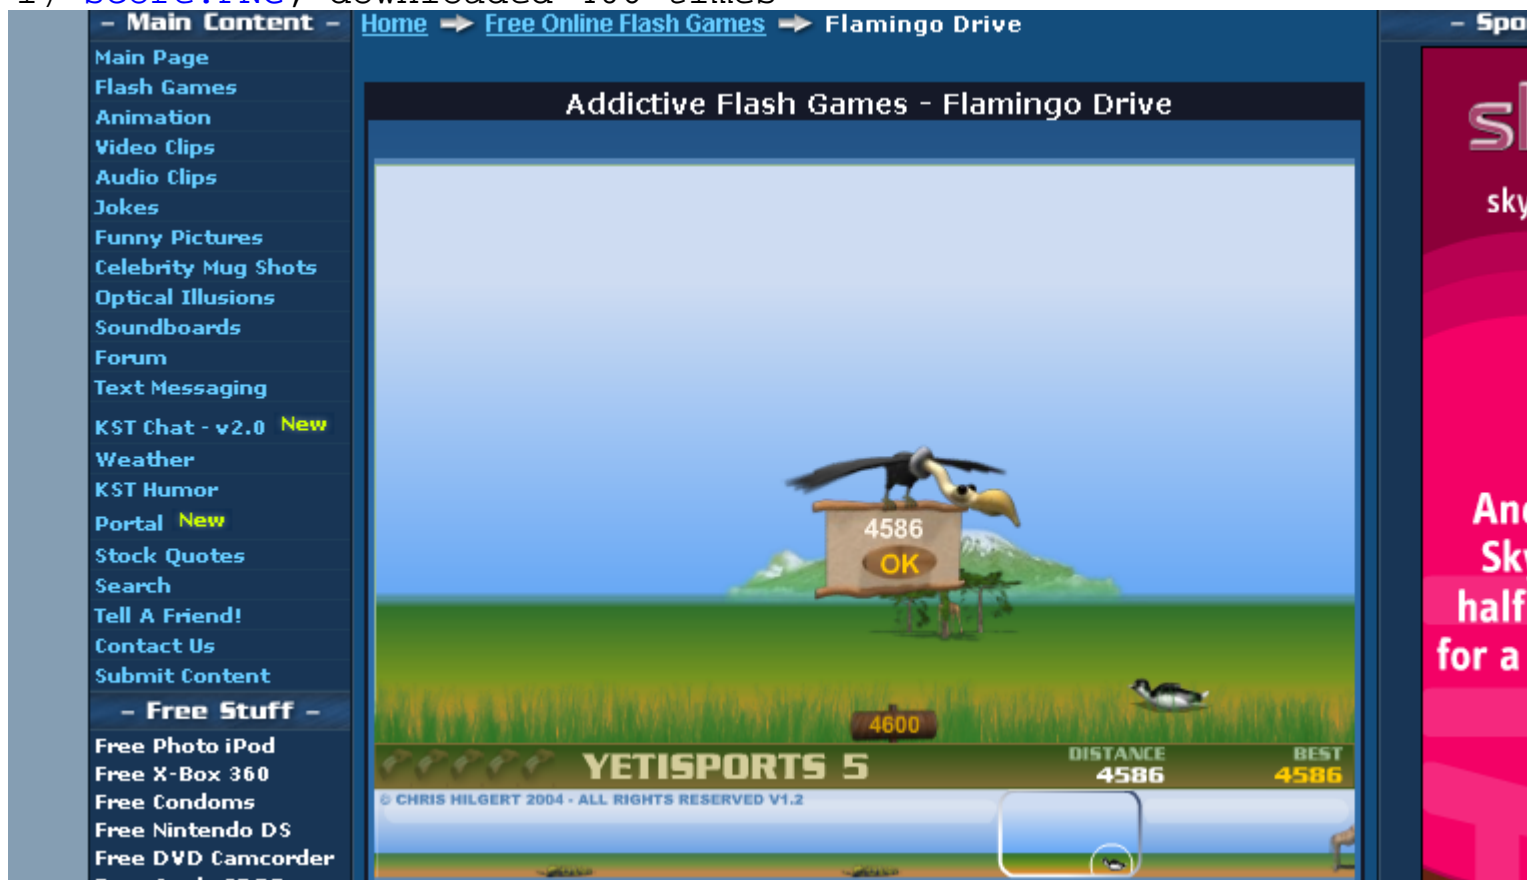 - Main Content -
Main Page
Flash Games
Animation
Video Clips
Audio Clips
Jokes
Funny Pictures
Celebrity Mug Shots
Optical Illusions
Soundboards
Forum
Text Messaging
KST Chat - v2.0 New
Weather
KST Humor
Portal New
Stock Quotes
Search
Tell A Friend!
Contact Us
Submit Content
- Free Stuff -
Free Photo iPod
Free X-Box 360
Free Condoms
Free Nintendo DS
Free DVD Camcorder
Home Free Online Flash Games Flamingo Drive
Addictive Flash Games - Flamingo Drive
4586
OK
4600
YETISPORTS 5
DISTANCE
4586
BEST
4586
© CHRIS HILGERT 2004 - ALL RIGHTS RESERVED V1.2
half
for a